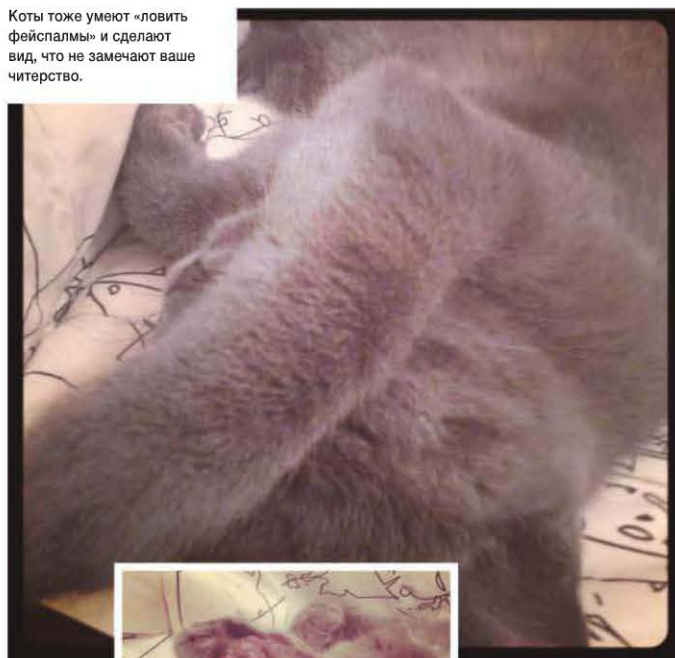 Коты тоже умеют «ловить
фейспалмы» и сделают
вид, что не замечают ваше
читерство.